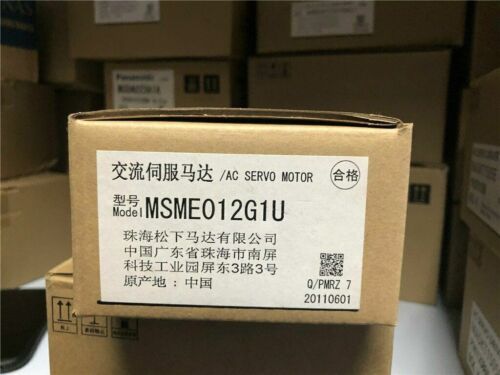 Panasonic
MSME022G1U
交流伺服马达 /AC SERVO MOTOR
合格
型号
Model MSME012G1U
珠海松下马达有限公司
中国广东省珠海市南屏
科技工业园屏东3路3号
原产地：中国
Q/PMRZ 7
20110601